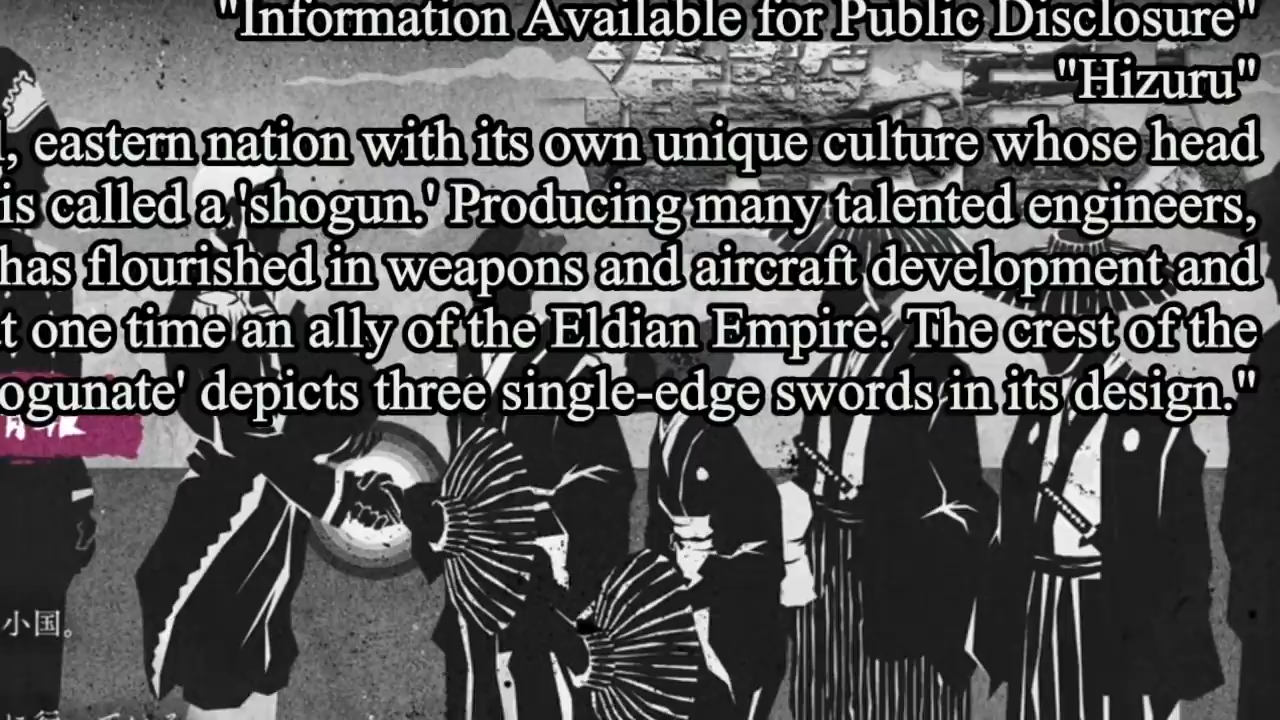 "Information Available for Public Disclosure"
"Hizuru"
, eastern nation with its own unique culture whose head
is called a 'shogun.' Producing many talented engineers,
has flourished in weapons and aircraft development and
t one time an ally of the Eldian Empire. The crest of the
ogunate' depicts three single-edge swords in its design."
小国。